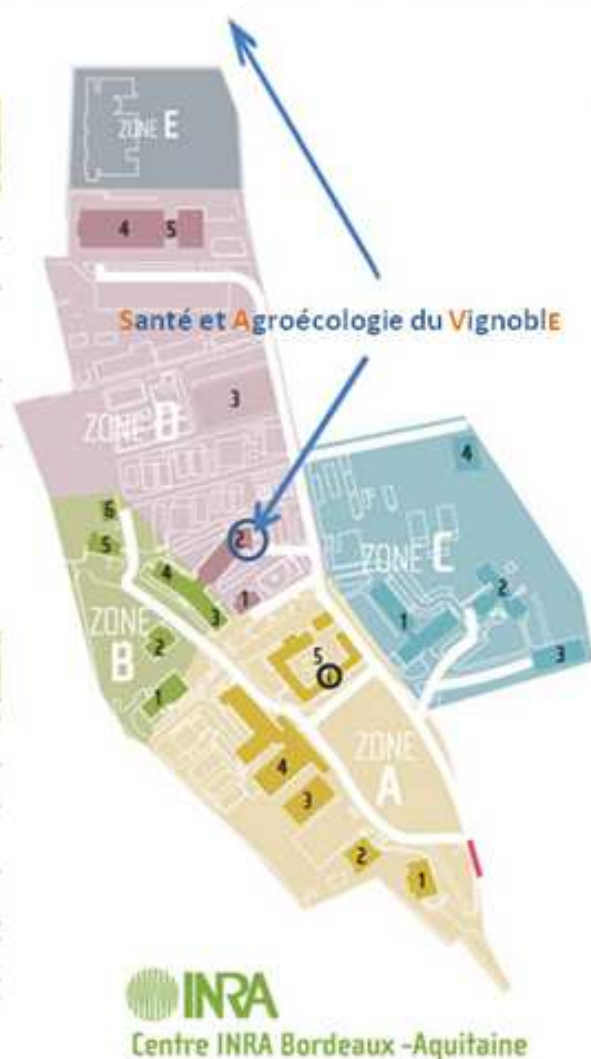 ZONE E
4 5
Santé et Agroécologie du VignoblE
3
ZONE D
4
6
2
ZONE C
5
4
2
1
1
ZONE
B
3
2
5
i
3
1
ZONE
A
4
3
2
1
INRA
Centre INRA Bordeaux -Aquitaine